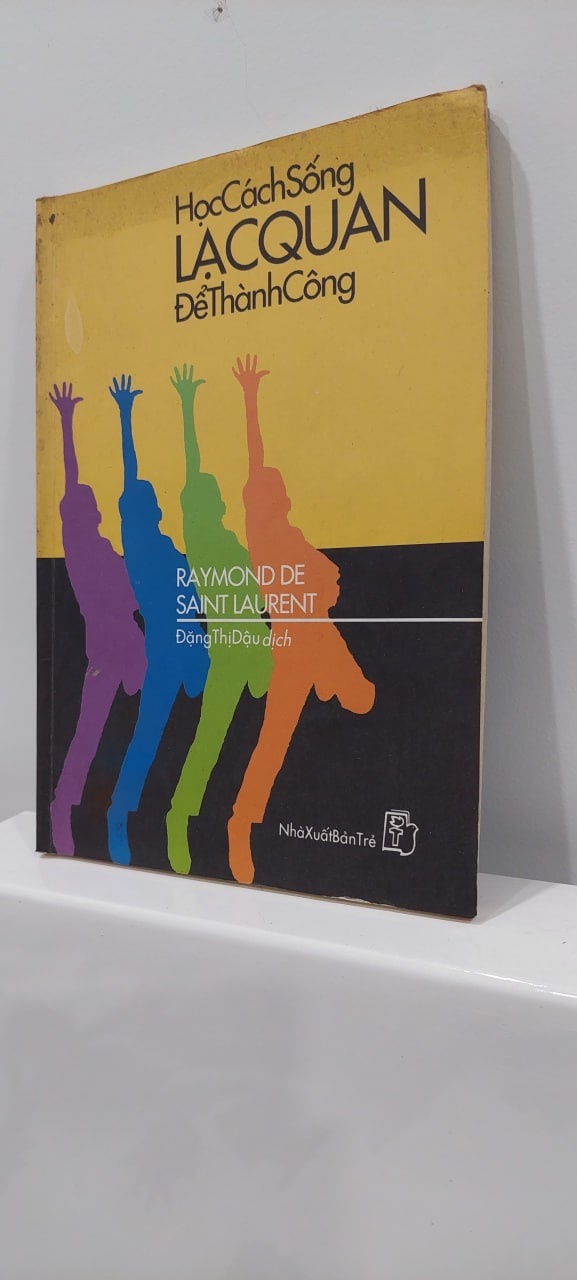 HọcCáchSống
LẠCQUAN
ĐểThànhCông
RAYMOND DE
SAINT LAURENT
ĐặngThịDậu dịch
NhàXuấtBảnTrẻ